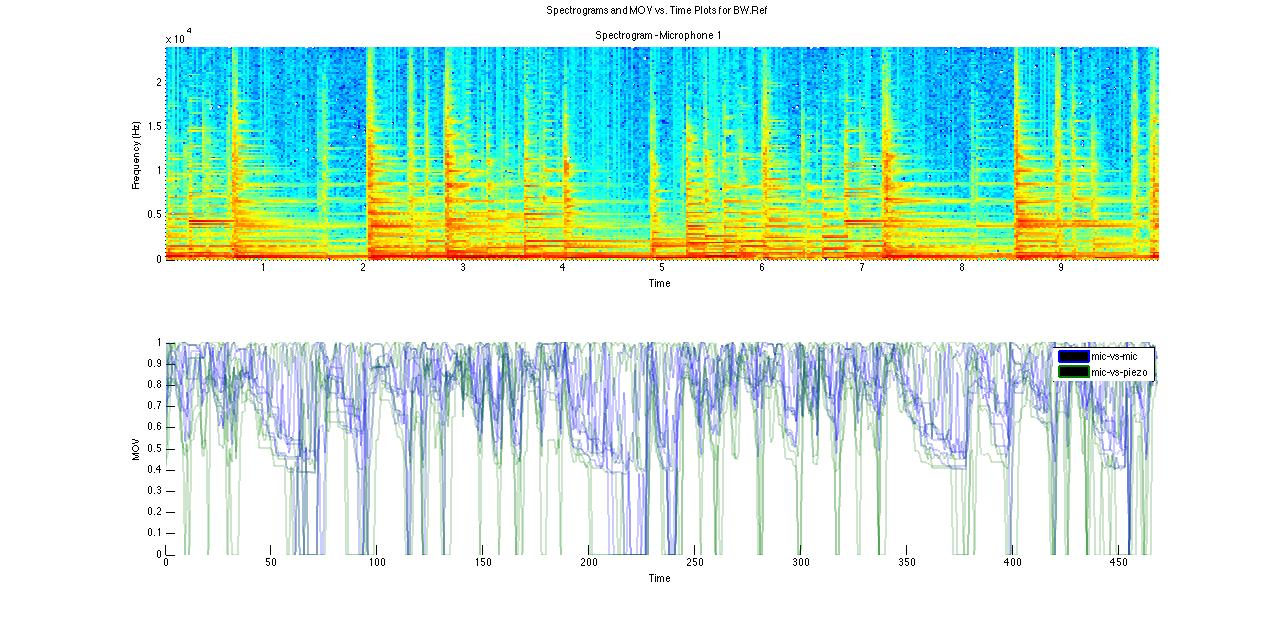 Spectrograms and MOV vs. Time Plots for BW.Ref
Spectrogram - Microphone 1
x 10^4
2
1.5
1
0.5
0
Frequency (Hz)
1 2 3 4 5 6 7 8 9
Time
1
0.9
0.8
0.7
0.6
0.5
0.4
0.3
0.2
0.1
0
MOV
mic-vs-mic
mic-vs-piezo
0 50 100 150 200 250 300 350 400 450
Time